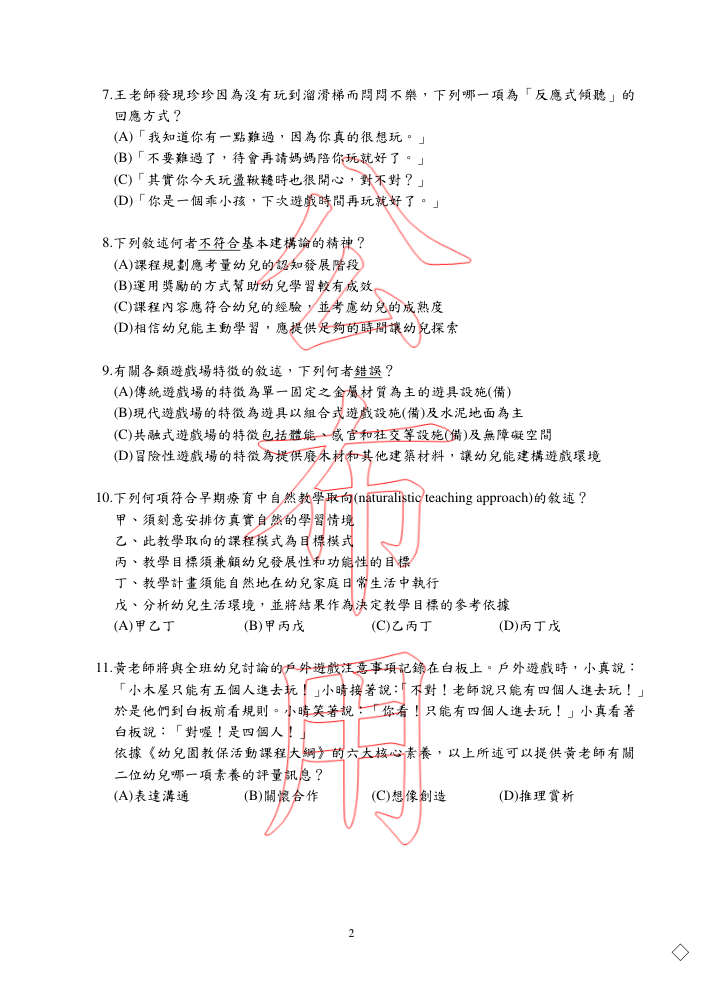 7.王老師發現珍珍因為沒有玩到溜滑梯而悶悶不樂，下列哪一項為「反應式傾聽」的
回應方式？
(A)「我知道你有一點難過，因為你真的很想玩。」
(B)「不要難過了，待會再請媽媽陪你玩就好了。」
(C)「其實你今天玩盪鞦韆時也很開心，對不對？」
(D)「你是一個乖小孩，下次遊戲時間再玩就好了。」
8.下列敘述何者不符合基本建構論的精神？
(A)課程規劃應考量幼兒的認知發展階段
(B)運用獎勵的方式幫助幼兒學習較有成效
(C)課程內容應符合幼兒的經驗，並考慮幼兒的成熟度
(D)相信幼兒能主動學習，應提供足夠的時間讓幼兒探索
9.有關各類遊戲場特徵的敘述，下列何者錯誤？
(A)傳統遊戲場的特徵為單一固定之金屬材質為主的遊具設施(備)
(B)現代遊戲場的特徵為遊具以組合式遊戲設施(備)及水泥地面為主
(C)共融式遊戲場的特徵包括體能、感官和社交等設施(備)及無障礙空間
(D)冒險性遊戲場的特徵為提供廢木材和其他建築材料，讓幼兒能建構遊戲環境
10.下列何項符合早期療育中自然教學取向(naturalistic teaching approach)的敘述？
甲、須刻意安排仿真實自然的學習情境
乙、此教學取向的課程模式為目標模式
丙、教學目標須兼顧幼兒發展性和功能性的目標
丁、教學計畫須能自然地在幼兒家庭日常生活中執行
戊、分析幼兒生活環境，並將結果作為決定教學目標的參考依據
(A)甲乙丁 (B)甲丙戊 (C)乙丙丁 (D)丙丁戊
11.黃老師將與全班幼兒討論的戶外遊戲注意事項記錄在白板上。戶外遊戲時，小真說：
「小木屋只能有五個人進去玩！」小晴接著說：「不對！老師說只能有四個人進去玩！」
於是他們到白板前看規則。小晴笑著說：「你看！只能有四個人進去玩！」小真看著
白板說：「對喔！是四個人！」
依據《幼兒園教保活動課程大綱》的六大核心素養，以上所述可以提供黃老師有關
二位幼兒哪一項素養的評量訊息？
(A)表達溝通 (B)關懷合作 (C)想像創造 (D)推理賞析
公布用
2